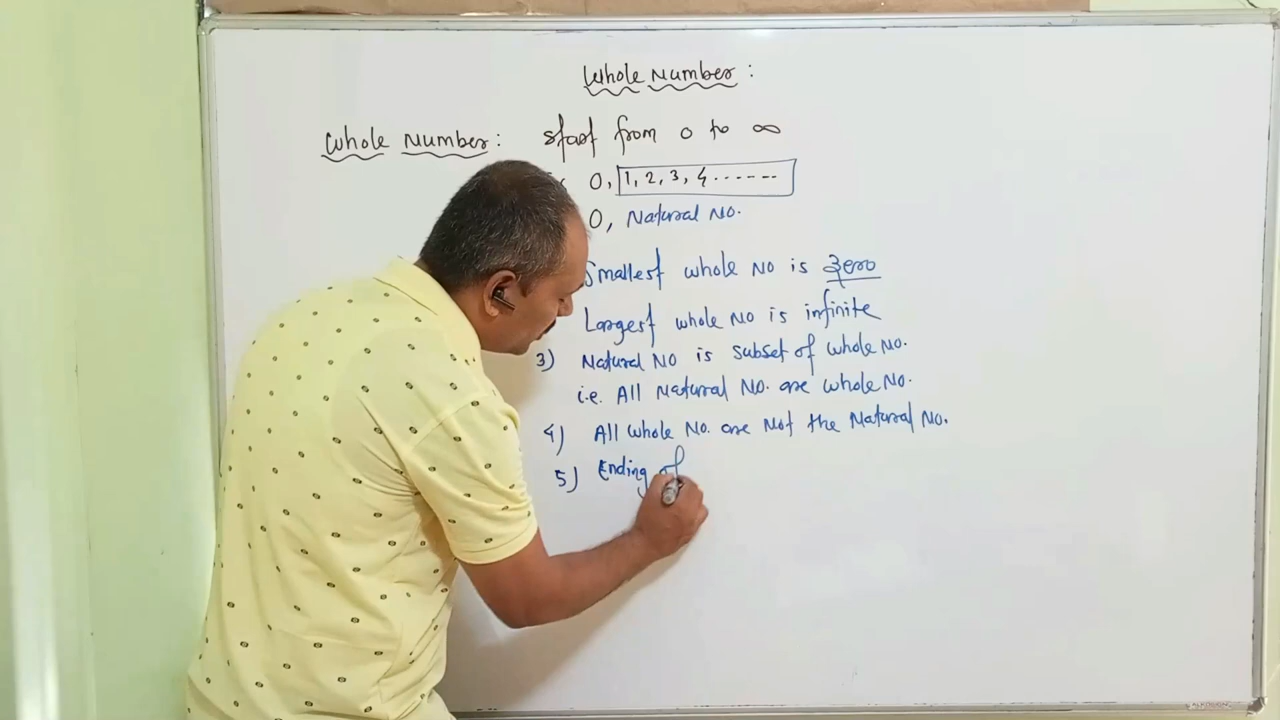 Whole Number :
Whole Number : start from 0 to ∞
0, 1, 2, 3, 4 .......
0, Natural No.
Smallest whole No is zero
Largest whole No is infinite
3) Natural No is subset of whole No.
i.e. All Natural No. are whole No.
4) All whole No. are Not the Natural No.
5) Ending of